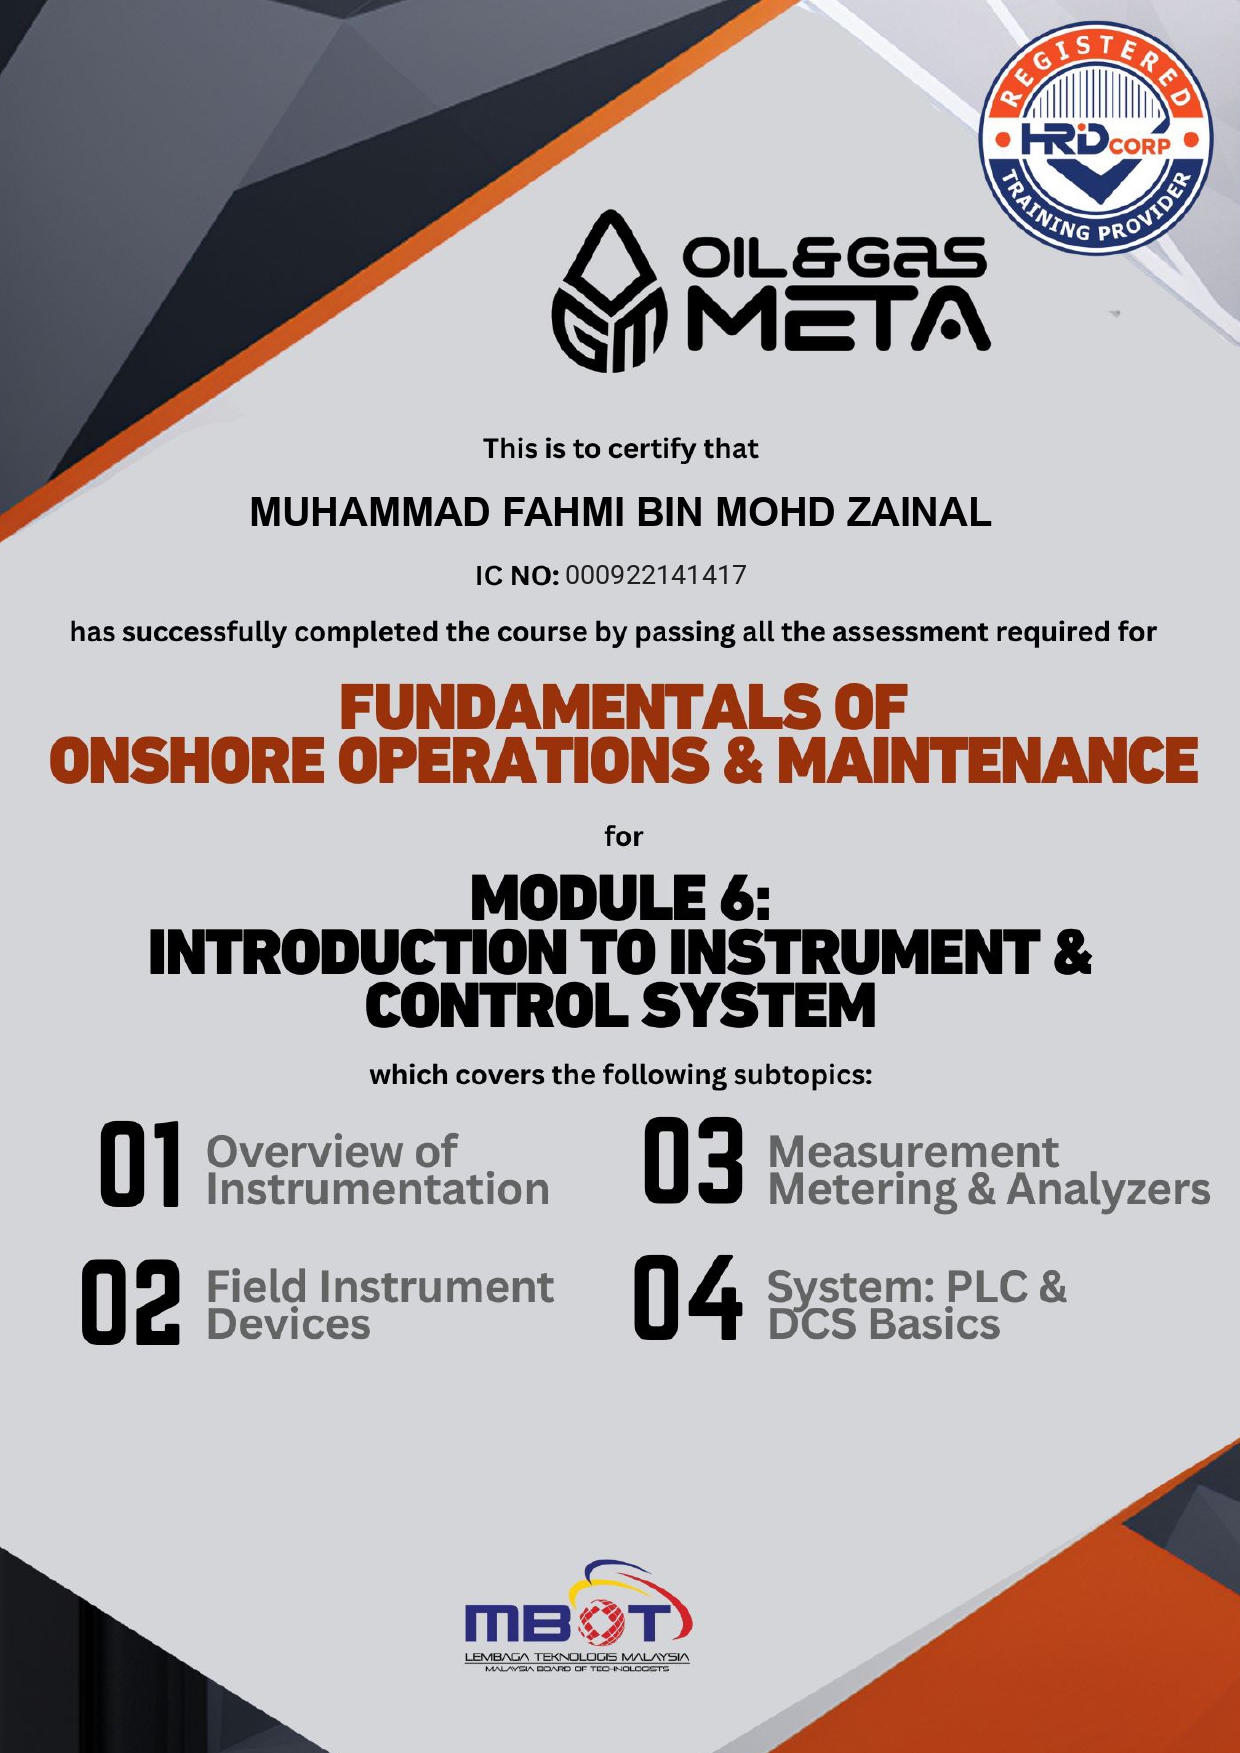 REGISTERED
HRD CORP
TRAINING PROVIDER
OIL&GAS
META
This is to certify that
MUHAMMAD FAHMI BIN MOHD ZAINAL
IC NO: 000922141417
has successfully completed the course by passing all the assessment required for
FUNDAMENTALS OF
ONSHORE OPERATIONS & MAINTENANCE
for
MODULE 6:
INTRODUCTION TO INSTRUMENT &
CONTROL SYSTEM
which covers the following subtopics:
01 Overview of
Instrumentation
02 Field Instrument
Devices
03 Measurement
Metering & Analyzers
04 System: PLC &
DCS Basics
MBOT
LEMBAGA TEKNOLOGIS MALAYSIA
MALAYSIA BOARD OF TECHNOLOGISTS